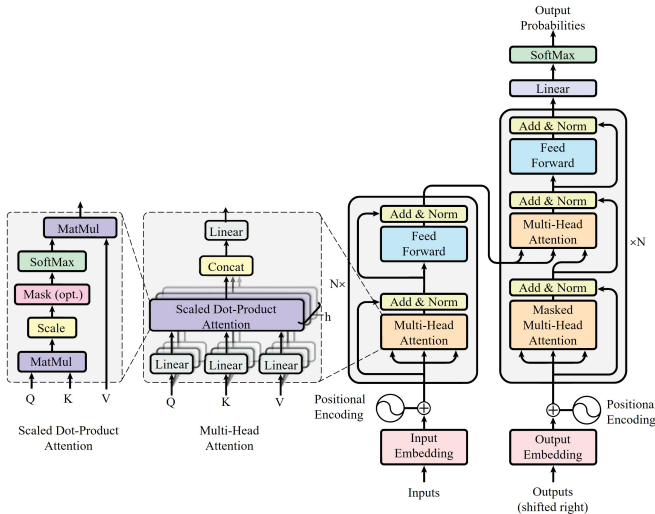 Output
Probabilities
SoftMax
Linear
Add & Norm
Feed
Forward
Add & Norm
Multi-Head
Attention
×N
Add & Norm
Masked
Multi-Head
Attention
Positiona
Encoding
Output
Embedding
Outputs
(shifted right)
Add & Norm
Feed
Forward
N×
Add & Norm
Multi-Head
Attention
Positional
Encoding
Input
Embedding
Inputs
Linear
Concat
Scaled Dot-Product
Attention
h
Linear
Linear
Linear
Q
K
V
Multi-Head
Attention
MatMul
SoftMax
Mask (opt.)
Scale
MatMul
Q
K
V
Scaled Dot-Product
Attention